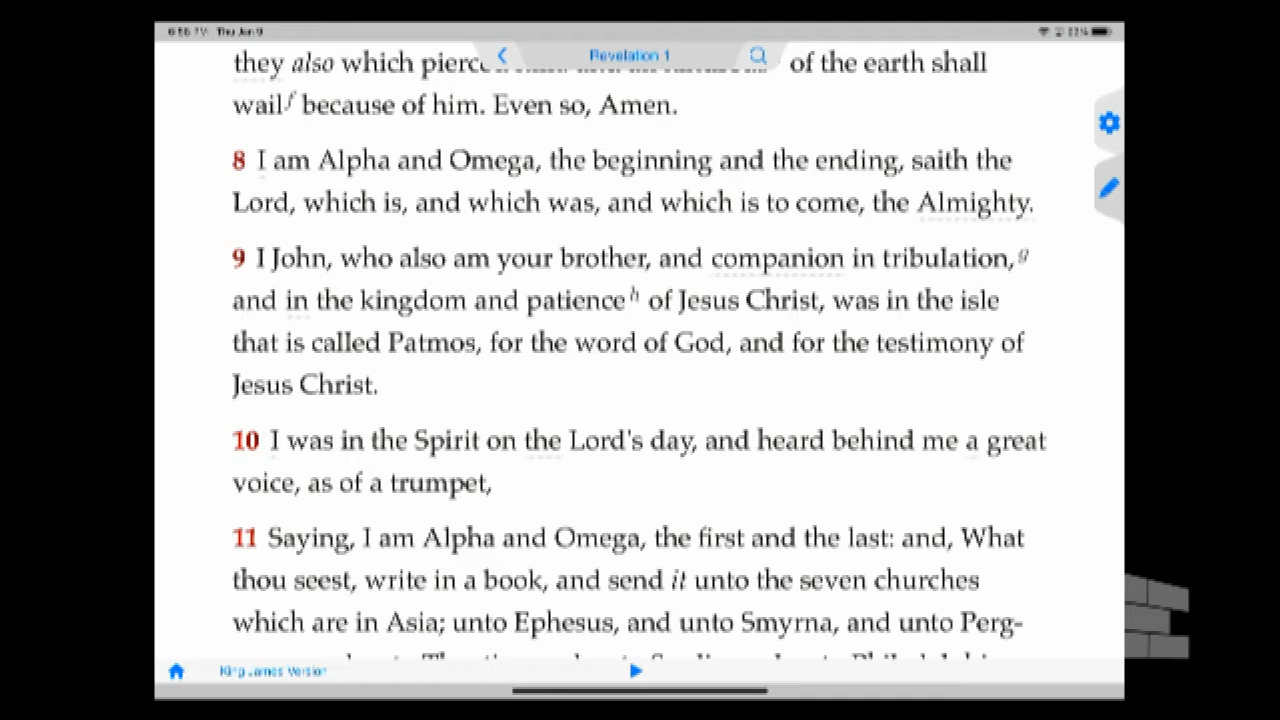 Thu Jun 9
Revelation 1
they also which of the earth shall
wail f because of him. Even so, Amen.
8 I am Alpha and Omega, the beginning and the ending, saith the
Lord, which is, and which was, and which is to come, the Almighty.
9 I John, who also am your brother, and companion in tribulation, g
and in the kingdom and patience h of Jesus Christ, was in the isle
that is called Patmos, for the word of God, and for the testimony of
Jesus Christ.
10 I was in the Spirit on the Lord's day, and heard behind me a great
voice, as of a trumpet,
11 Saying, I am Alpha and Omega, the first and the last: and, What
thou seest, write in a book, and send it unto the seven churches
which are in Asia; unto Ephesus, and unto Smyrna, and unto Perg-
King James Version